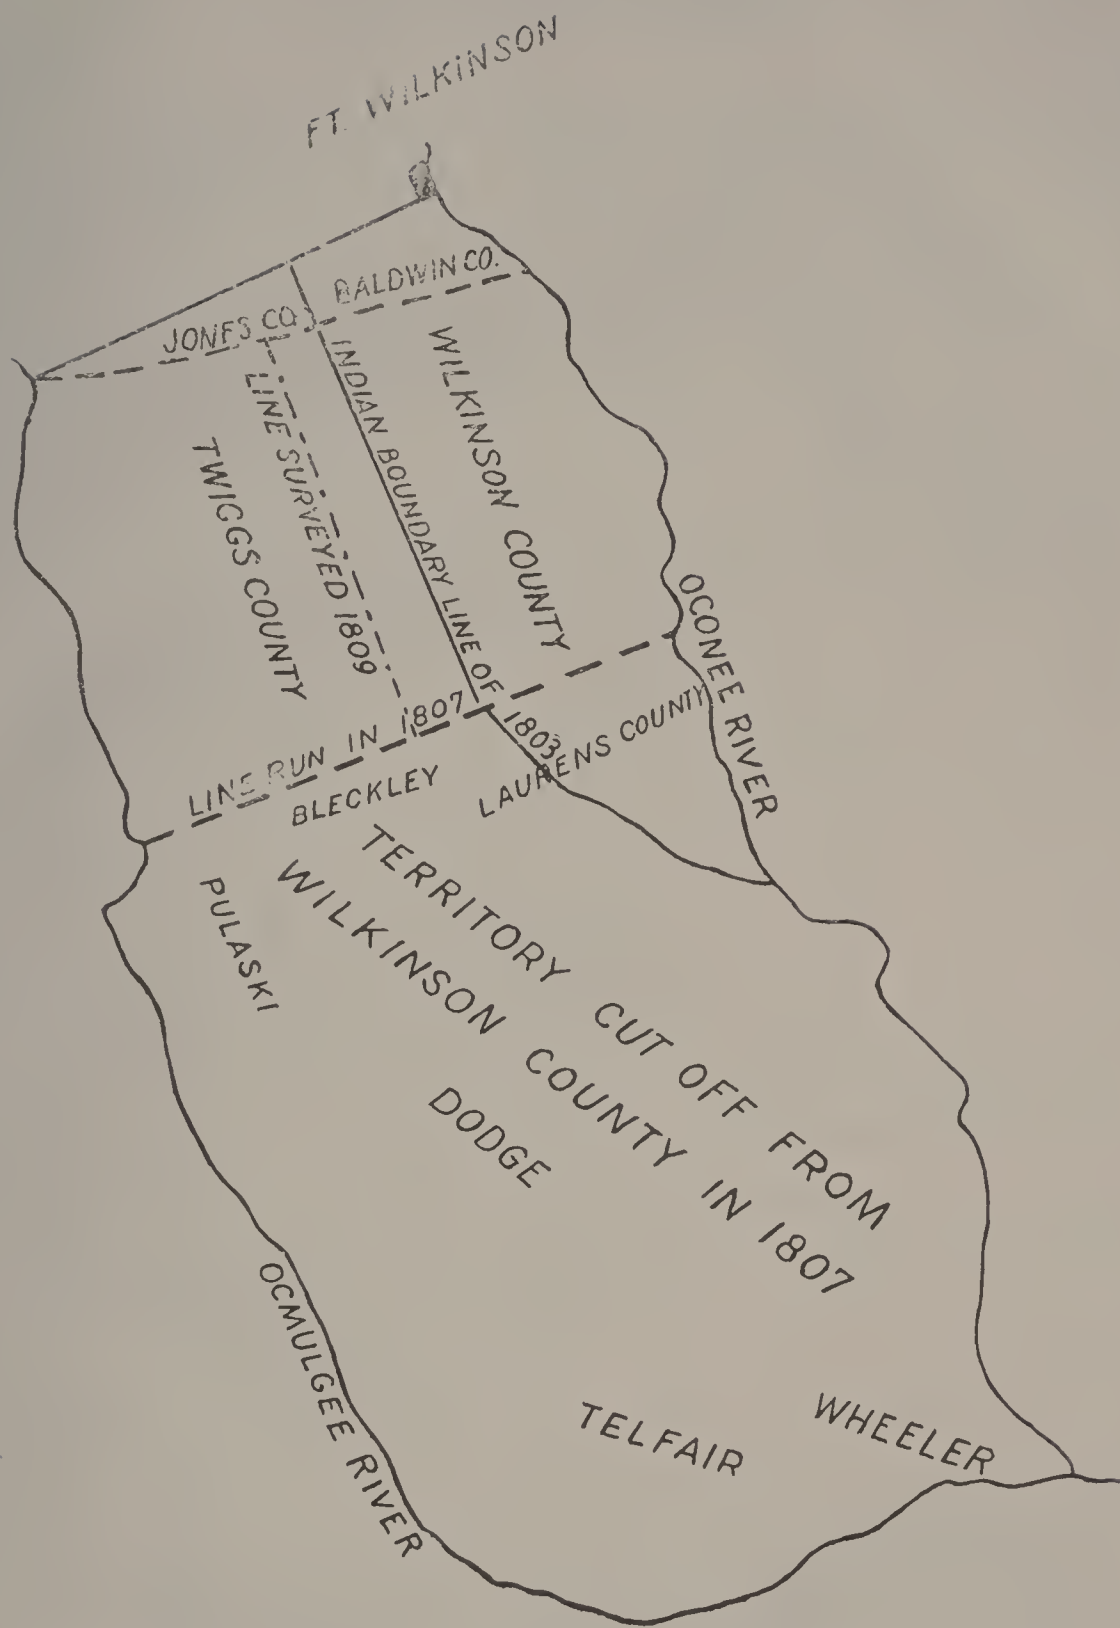 FT. WILKINSON
BALDWIN CO.
JONES CO.
INDIAN BOUNDARY LINE OF 1803
WILKINSON COUNTY
LINE SURVEYED 1809
TWIGGS COUNTY
OCONEE RIVER
LINE RUN IN 1807
LAURENS COUNTY
BLECKLEY
TERRITORY CUT OFF FROM
WILKINSON COUNTY IN 1807
PULASKI
DODGE
OCMULGEE RIVER
TELFAIR
WHEELER